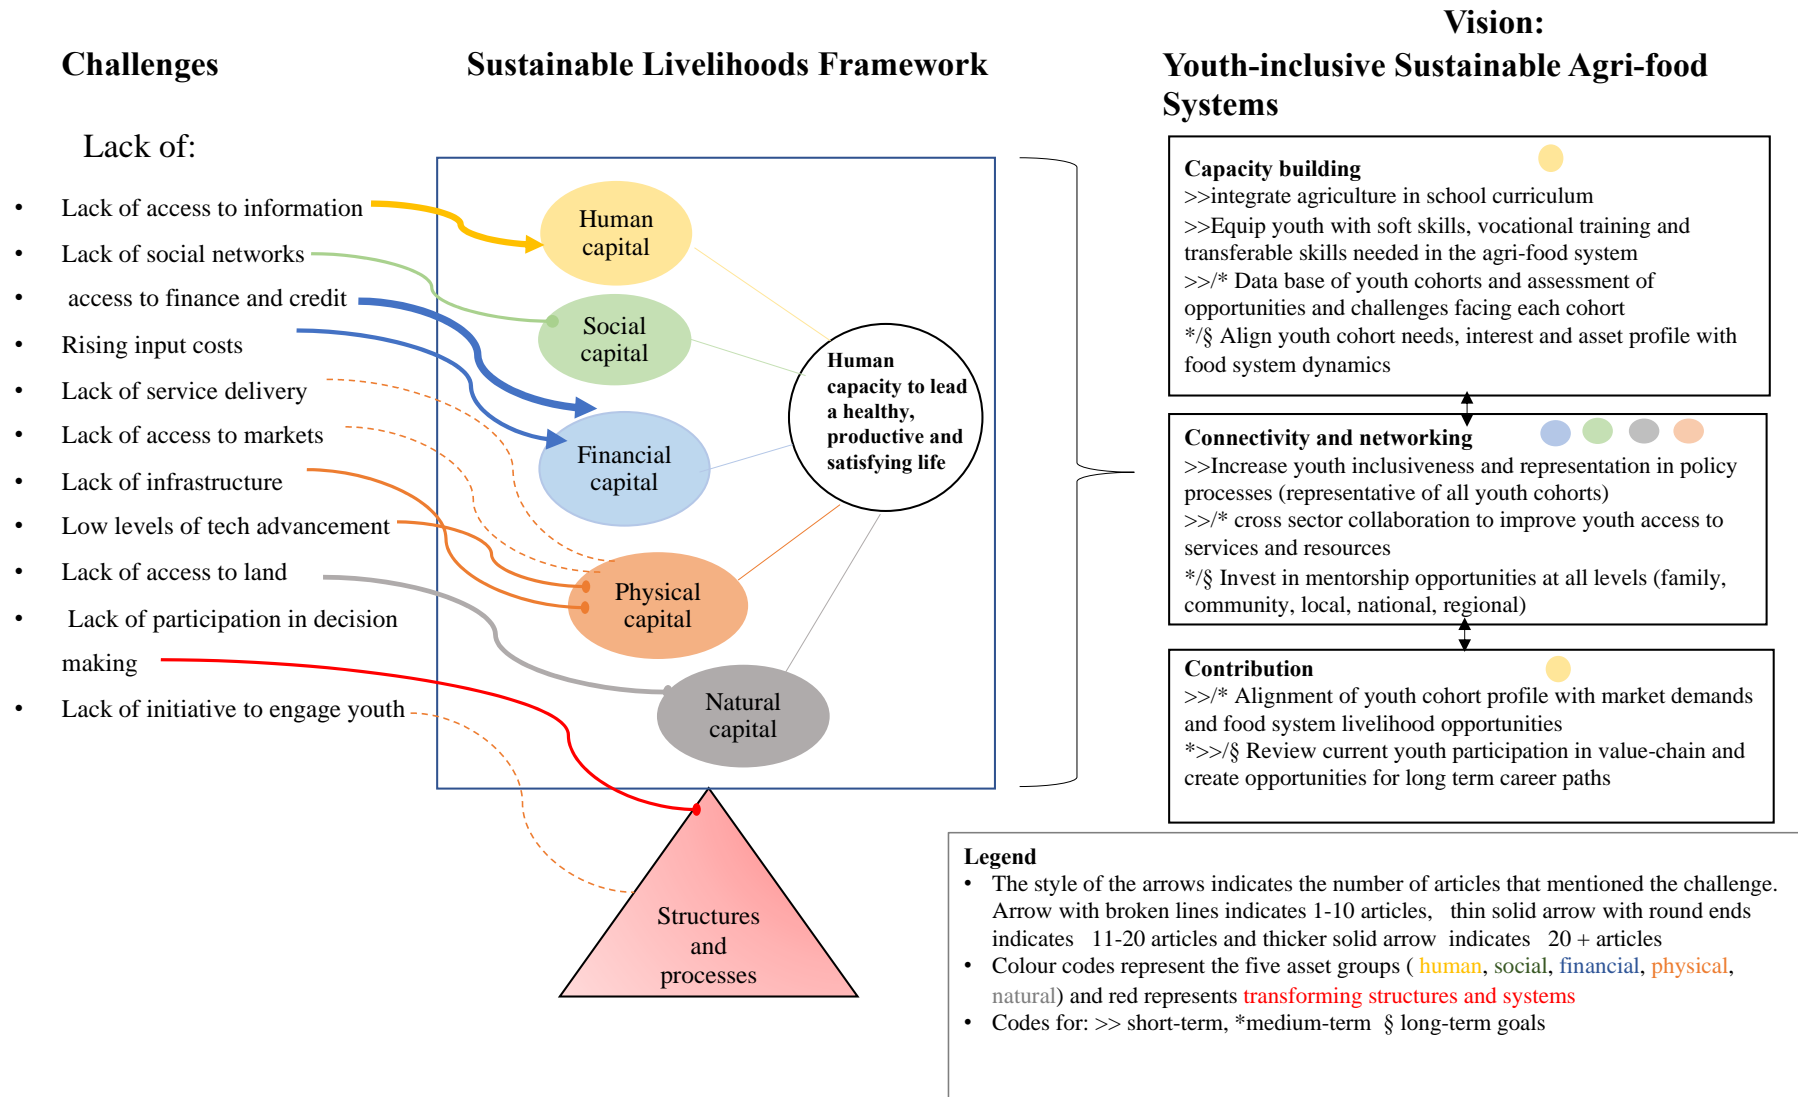 Challenges
Sustainable Livelihoods Framework
Vision:
Youth-inclusive Sustainable Agri-food
Systems
Lack of:
• Lack of access to information
• Lack of social networks
• access to finance and credit
• Rising input costs
• Lack of service delivery
• Lack of access to markets
• Lack of infrastructure
• Low levels of tech advancement
• Lack of access to land
• Lack of participation in decision
making
• Lack of initiative to engage youth
Human
capital
Social
capital
Financial
capital
Physical
capital
Natural
capital
Human
capacity to lead
a healthy,
productive and
satisfying life
Structures
and
processes
Capacity building
>>integrate agriculture in school curriculum
>>Equip youth with soft skills, vocational training and
transferable skills needed in the agri-food system
>>/* Data base of youth cohorts and assessment of
opportunities and challenges facing each cohort
*/§ Align youth cohort needs, interest and asset profile with
food system dynamics
Connectivity and networking
>>Increase youth inclusiveness and representation in policy
processes (representative of all youth cohorts)
>>/* cross sector collaboration to improve youth access to
services and resources
*/§ Invest in mentorship opportunities at all levels (family,
community, local, national, regional)
Contribution
>>/* Alignment of youth cohort profile with market demands
and food system livelihood opportunities
*>>/§ Review current youth participation in value-chain and
create opportunities for long term career paths
Legend
• The style of the arrows indicates the number of articles that mentioned the challenge.
Arrow with broken lines indicates 1-10 articles, thin solid arrow with round ends
indicates 11-20 articles and thicker solid arrow indicates 20 + articles
• Colour codes represent the five asset groups ( human, social, financial, physical,
natural) and red represents transforming structures and systems
• Codes for: >> short-term, *medium-term § long-term goals